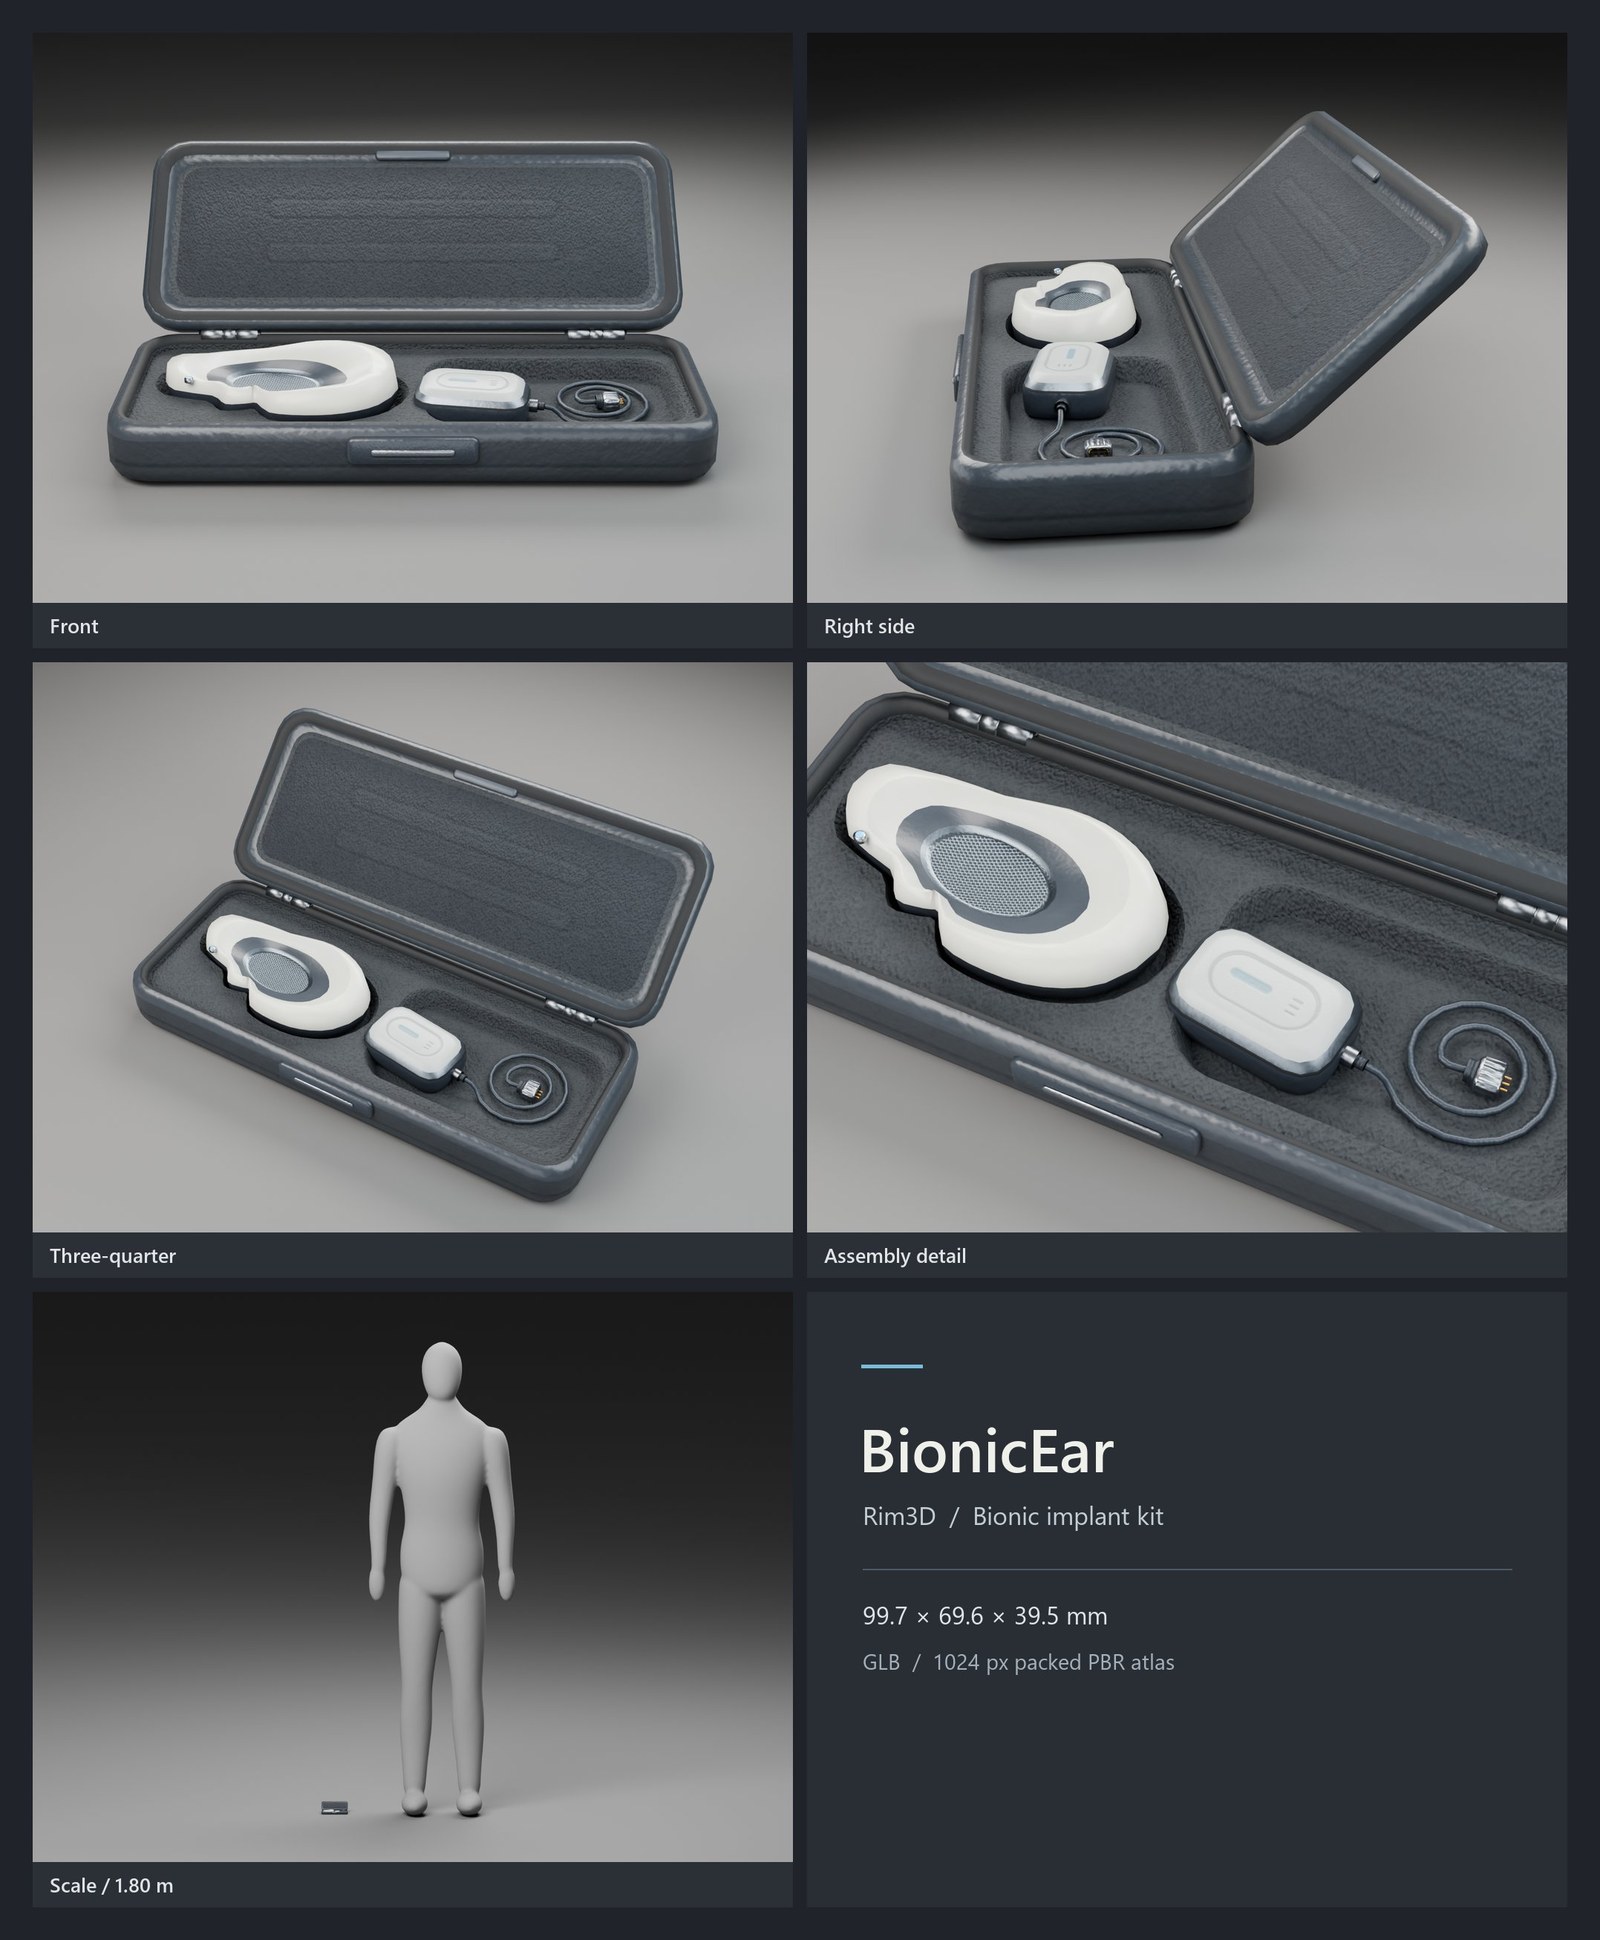 Front
Right side
Three-quarter
Assembly detail
Scale / 1.80 m
BionicEar
Rim3D / Bionic implant kit
99.7 × 69.6 × 39.5 mm
GLB / 1024 px packed PBR atlas